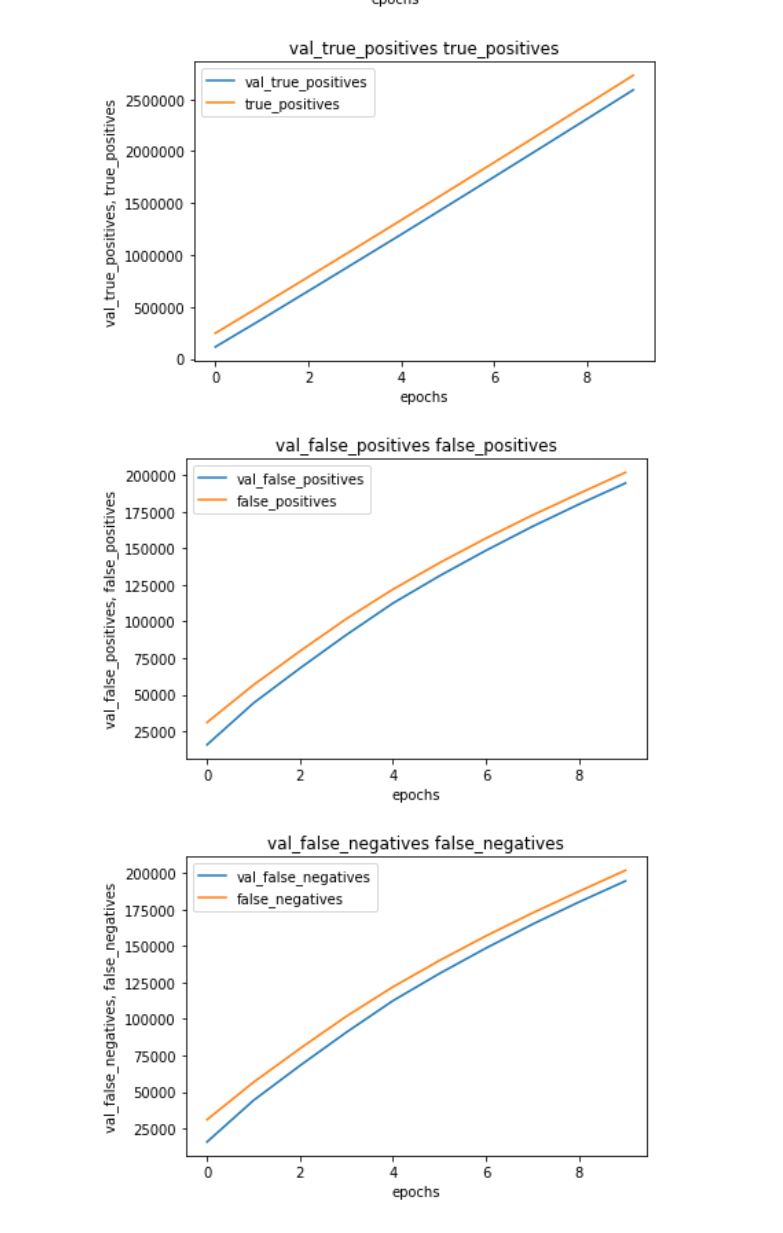 epochs
val_true_positives true_positives
val_true_positives
true_positives
val_true_positives, true_positives
2500000
2000000
1500000
1000000
500000
0
0 2 4 6 8
epochs
val_false_positives false_positives
val_false_positives
false_positives
val_false_positives, false_positives
200000
175000
150000
125000
100000
75000
50000
25000
0 2 4 6 8
epochs
val_false_negatives false_negatives
val_false_negatives
false_negatives
val_false_negatives, false_negatives
200000
175000
150000
125000
100000
75000
50000
25000
0 2 4 6 8
epochs